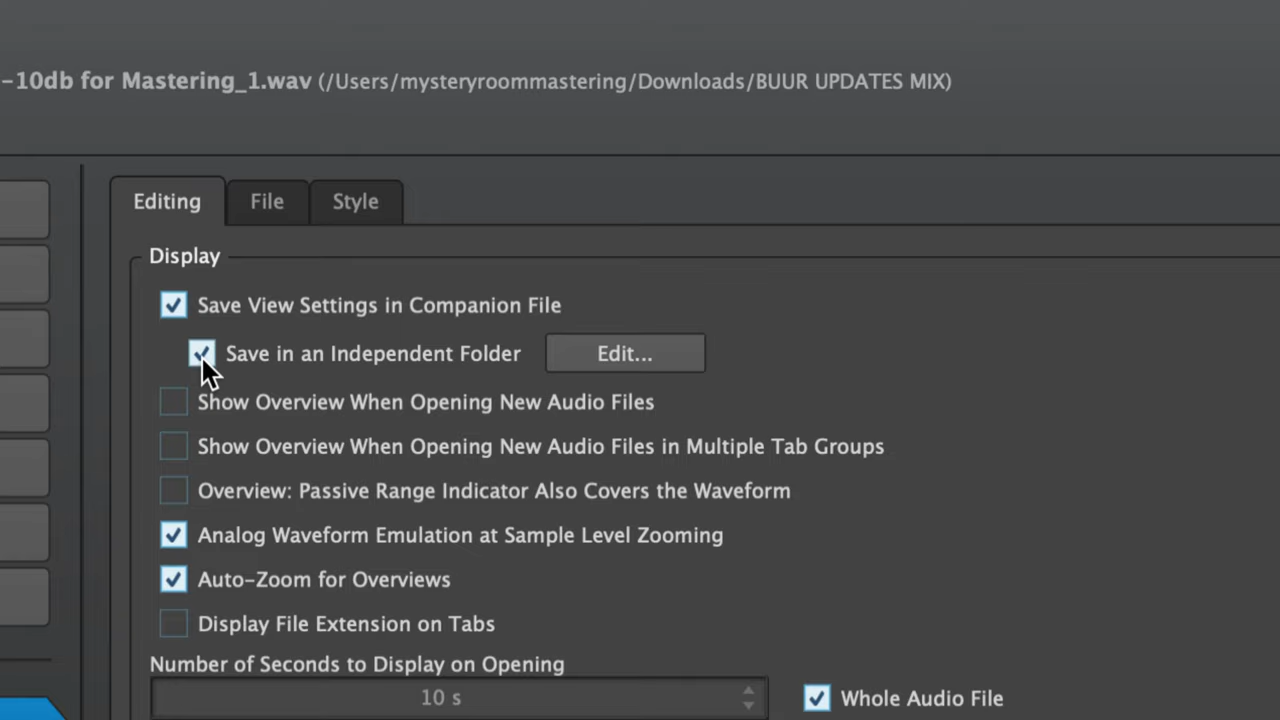 -10db for Mastering_1.wav (/Users/mysteryroommastering/Downloads/BUUR UPDATES MIX)
Editing File Style
Display
Save View Settings in Companion File
Save in an Independent Folder Edit...
Show Overview When Opening New Audio Files
Show Overview When Opening New Audio Files in Multiple Tab Groups
Overview: Passive Range Indicator Also Covers the Waveform
Analog Waveform Emulation at Sample Level Zooming
Auto-Zoom for Overviews
Display File Extension on Tabs
Number of Seconds to Display on Opening
10 s Whole Audio File